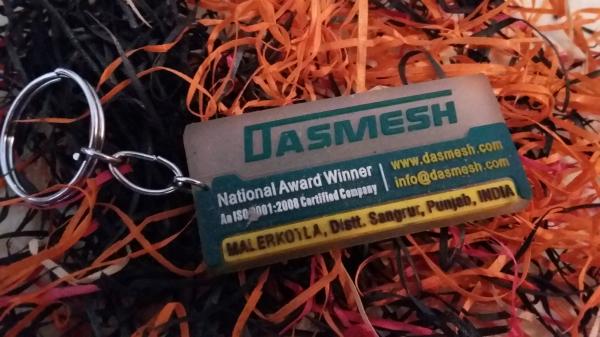 DASMESH
National Award Winner
An ISO 9001:2008 Certified Company
www.dasmesh.com
info@dasmesh.com
MALERKOTLA, Distt. Sangrur, Punjab, INDIA